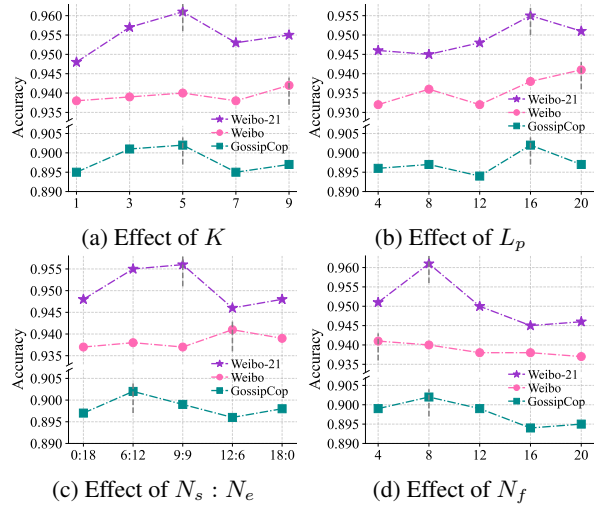 0.960
0.955
0.950
0.945
0.940
0.935
0.905
0.900
0.895
0.890
Accuracy
Weibo-21
Weibo
GossipCop
1 3 5 7 9
(a) Effect of K
0.955
0.950
0.945
0.940
0.935
0.930
0.905
0.900
0.895
0.890
Accuracy
Weibo-21
Weibo
GossipCop
4 8 12 16 20
(b) Effect of L_p
0.955
0.950
0.945
0.940
0.935
0.905
0.900
0.895
0.890
Accuracy
Weibo-21
Weibo
GossipCop
0:18 6:12 9:9 12:6 18:0
(c) Effect of N_s : N_e
0.960
0.955
0.950
0.945
0.940
0.935
0.905
0.900
0.895
0.890
Accuracy
Weibo-21
Weibo
GossipCop
4 8 12 16 20
(d) Effect of N_f